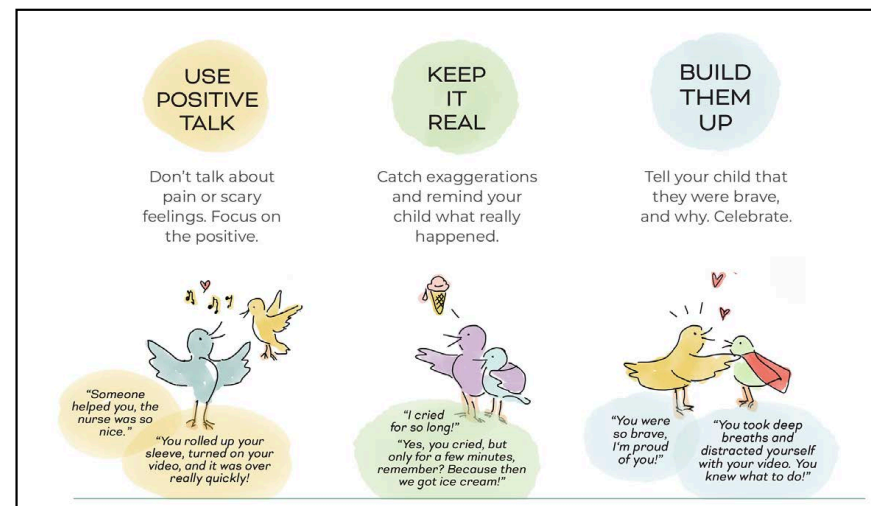 USE
POSITIVE
TALK
Don't talk about
pain or scary
feelings. Focus on
the positive.
"Someone
helped you, the
nurse was so
nice."
"You rolled up your
sleeve, turned on your
video, and it was over
really quickly!
KEEP
IT
REAL
Catch exaggerations
and remind your
child what really
happened.
"I cried
for so long!"
"Yes, you cried, but
only for a few minutes,
remember? Because then
we got ice cream!"
BUILD
THEM
UP
Tell your child that
they were brave,
and why. Celebrate.
"You were
so brave,
I'm proud
of you!"
"You took deep
breaths and
distracted yourself
with your video. You
knew what to do!"